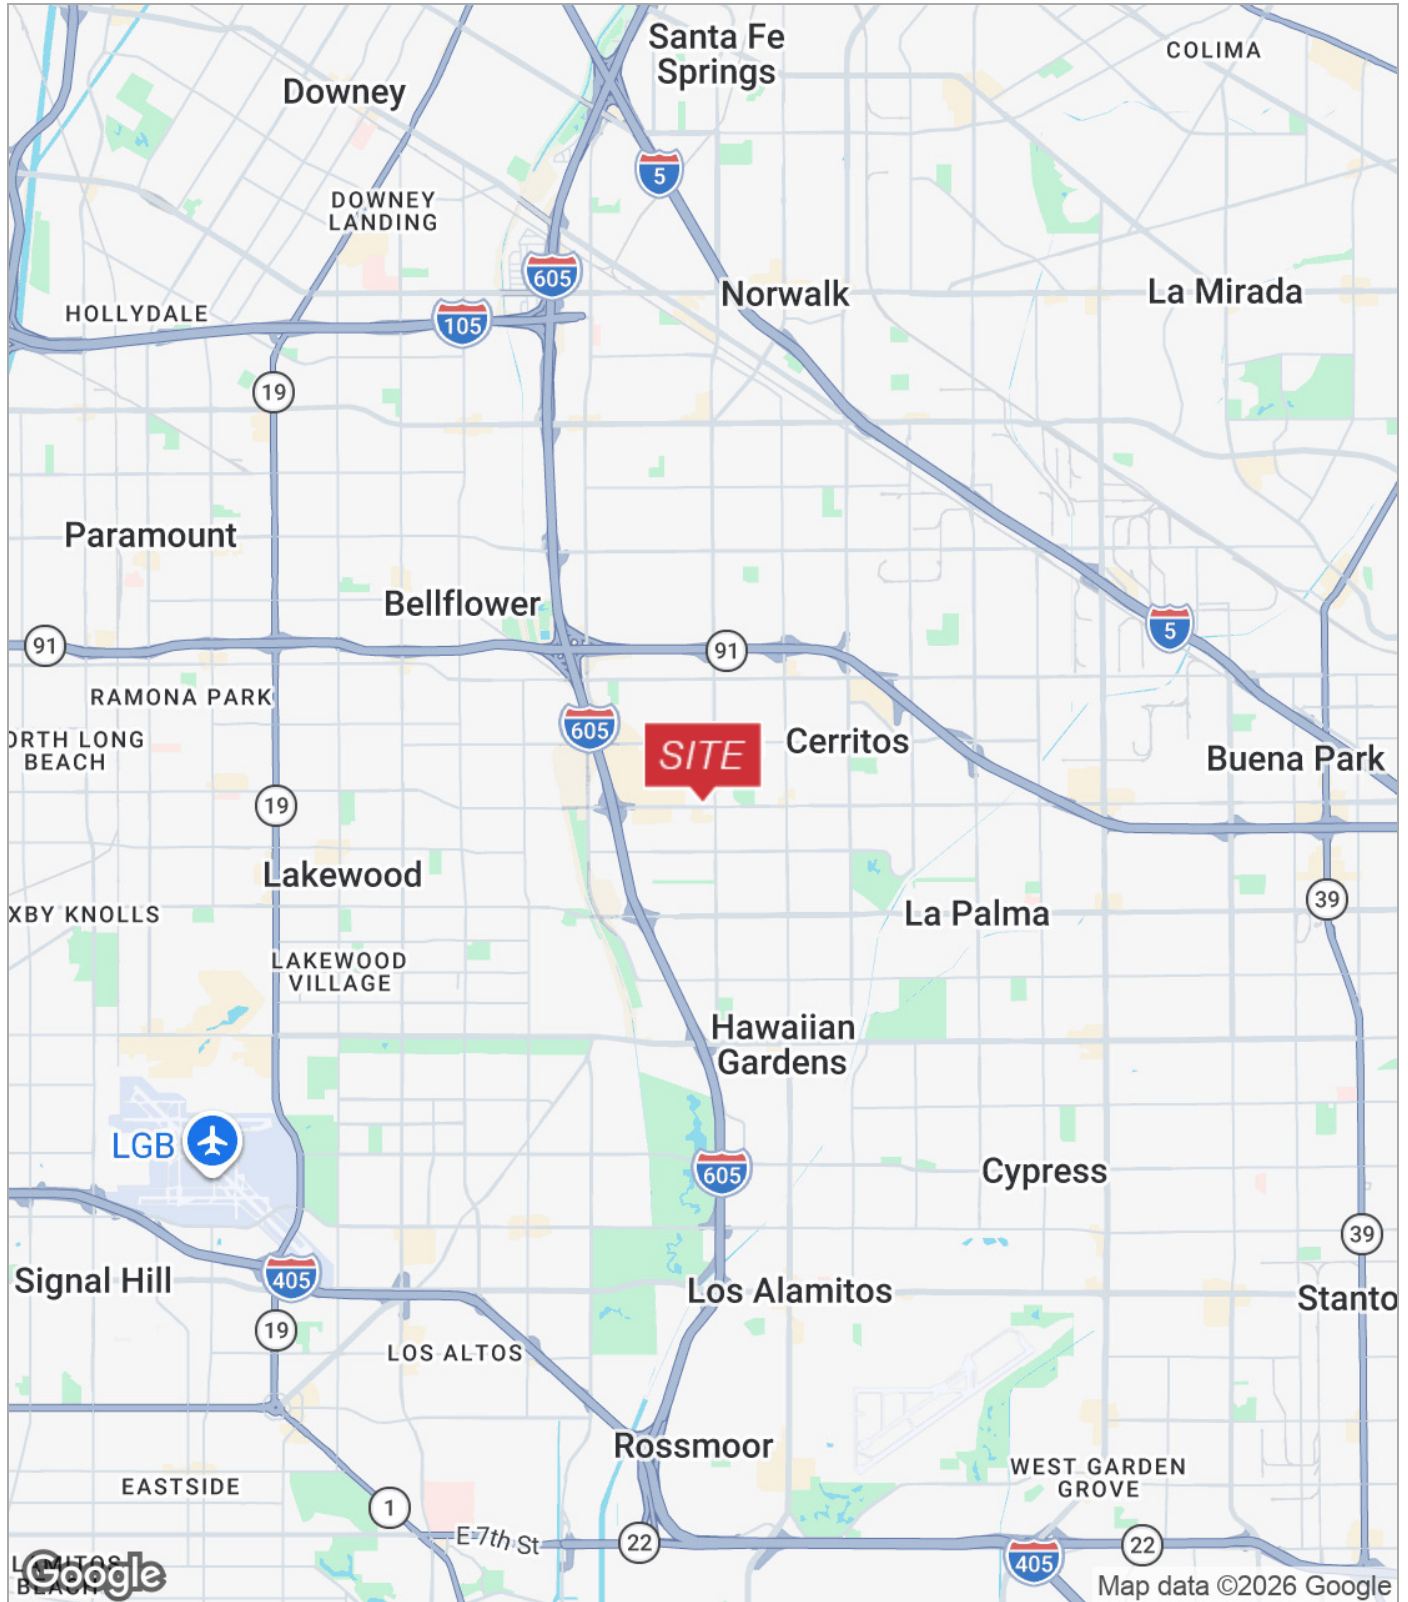 Santa Fe
Springs
COLIMA
Downey
5
DOWNEY
LANDING
605
Norwalk
La Mirada
HOLLYDALE
105
19
Paramount
Bellflower
91
91
5
RAMONA PARK
605
ORTH LONG
BEACH
SITE
Cerritos
Buena Park
19
Lakewood
39
XBY KNOLLS
La Palma
LAKEWOOD
VILLAGE
Hawaiian
Gardens
LGB
605
Cypress
39
Signal Hill
405
Los Alamitos
Stanto
19
LOS ALTOS
Rossmoor
WEST GARDEN
GROVE
EASTSIDE
1
E 7th St
22
22
405
LAMITOS
BEACH
Google
Map data ©2026 Google